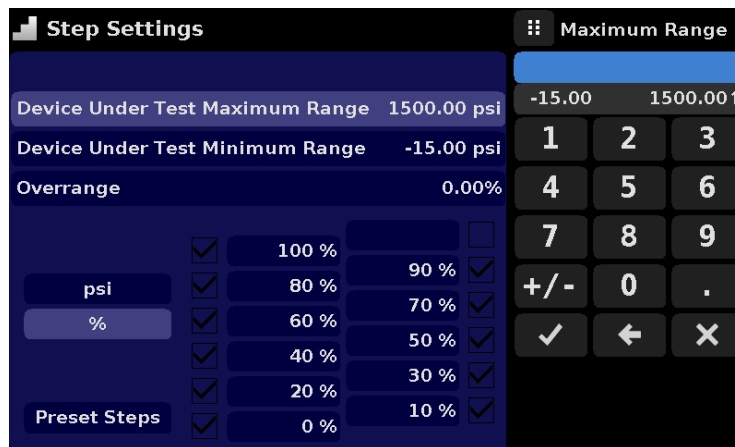 Step Settings
Maximum Range
-15.00 1500.001
Device Under Test Maximum Range 1500.00 psi
Device Under Test Minimum Range -15.00 psi
Overrange 0.00%
100 %
90 %
80 %
70 %
60 %
50 %
40 %
30 %
20 %
10 %
0 %
psi
%
Preset Steps
1 2 3
4 5 6
7 8 9
+/- 0 .